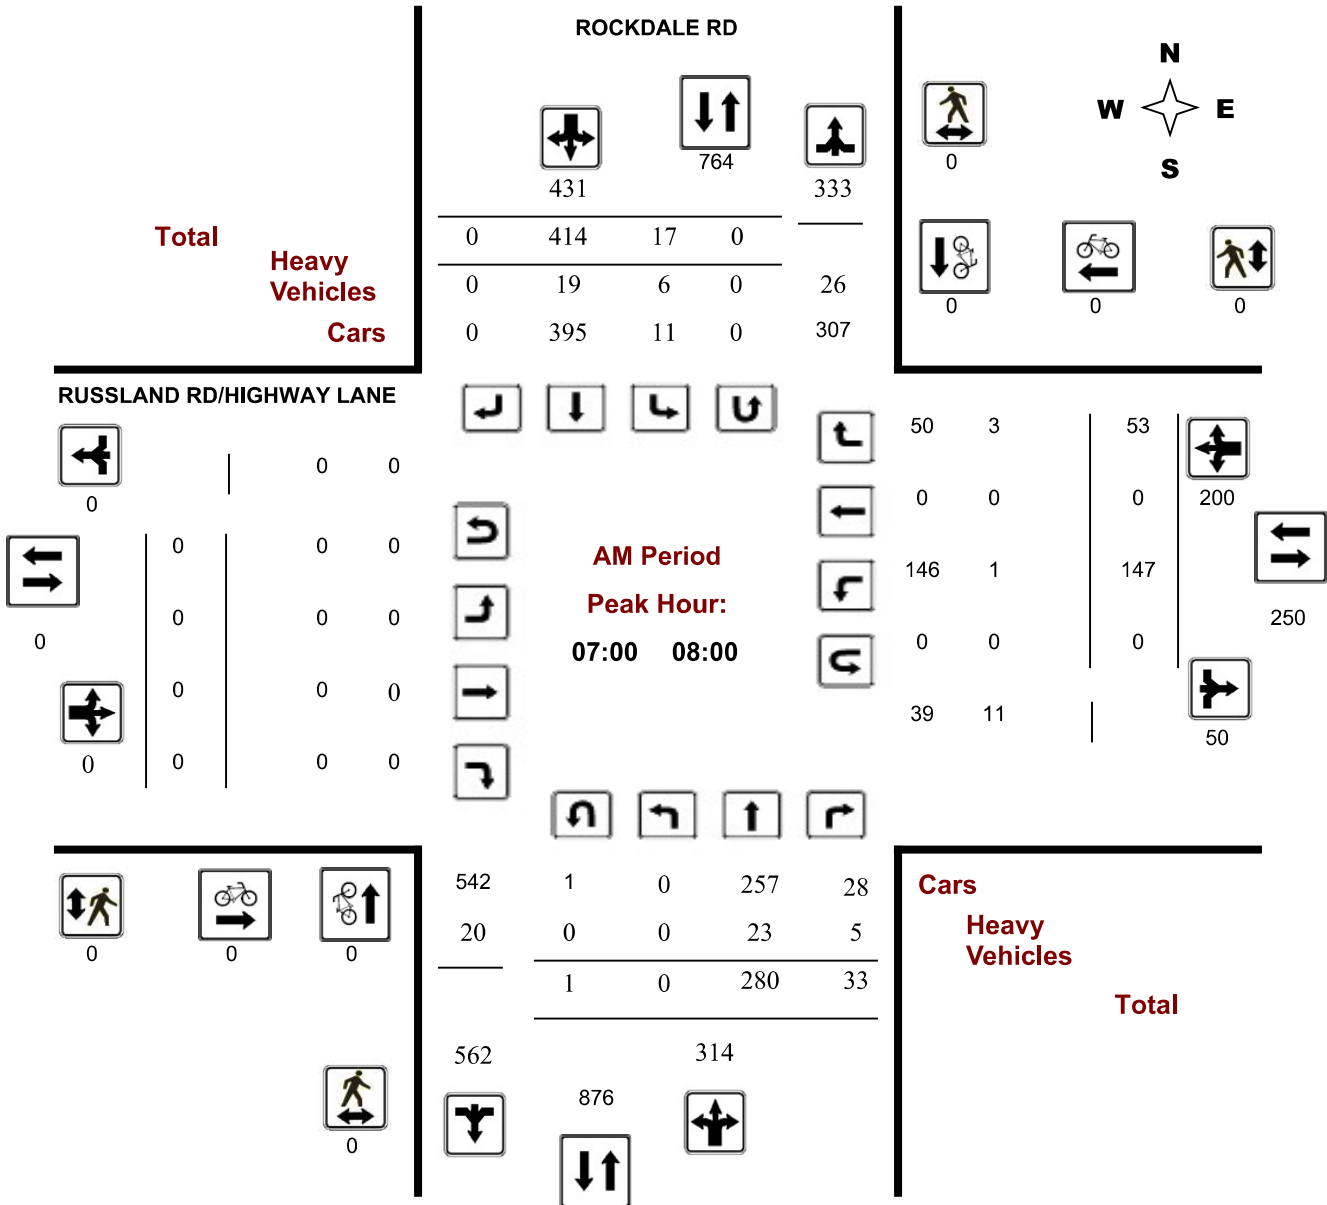 ROCKDALE RD
N
W E
S
764
0
431 333
Total
0 414 17 0
Heavy
Vehicles
0 19 6 0 26
Cars
0 395 11 0 307
0 0 0
RUSSLAND RD/HIGHWAY LANE
50 3 53
0 0
0
0 0 0 200
0 0 0
AM Period
146 1 147
Peak Hour:
0 0 0
250
0
07:00 08:00
0 0 0
0 0 0
39 11
50
0 0 0 0
542 1 0 257 28
Cars
20 0 0 23 5
Heavy
Vehicles
0 0 0
1 0 280 33
Total
562 314
876
0